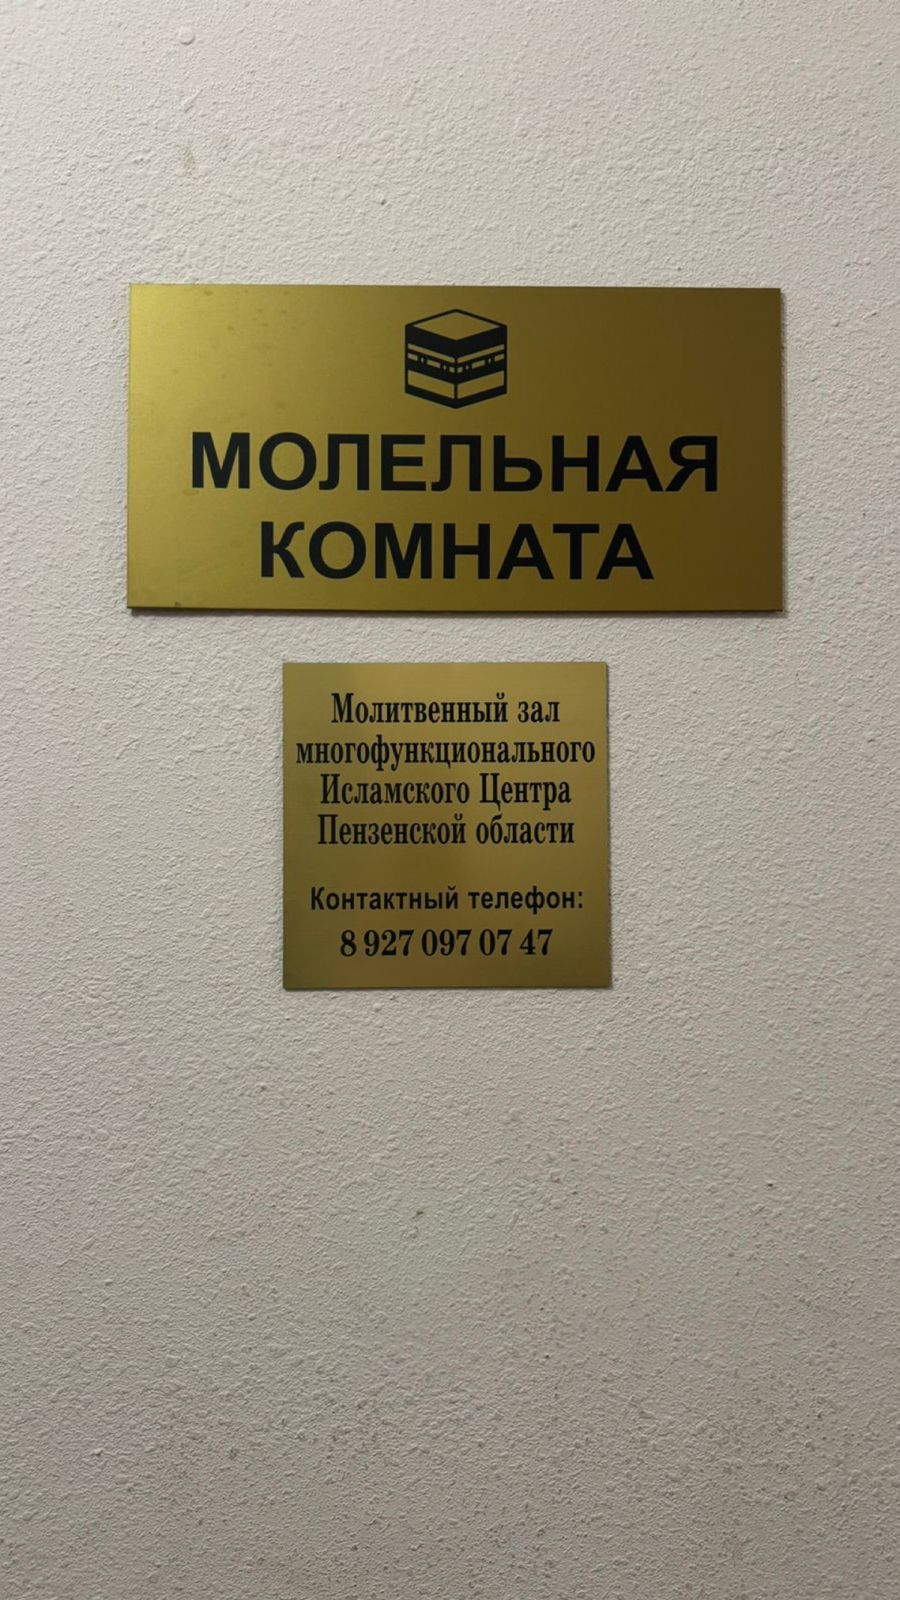 МОЛЕЛЬНАЯ
КОМНАТА
Молитвенный зал
многофункционального
Исламского Центра
Пензенской области
Контактный телефон:
8 927 097 07 47